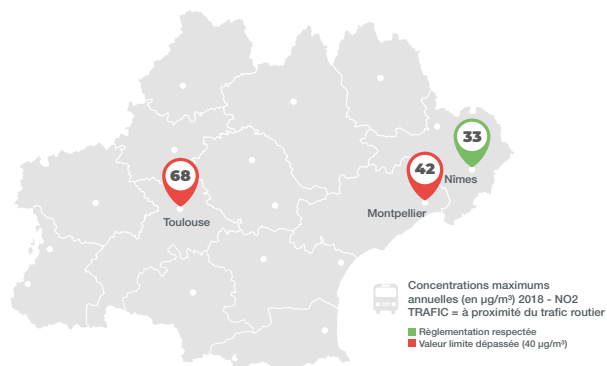 33
42
68
Nîmes
Montpellier
Toulouse
Concentrations maximums
annuelles (en µg/m³) 2018 - NO2
TRAFIC = à proximité du trafic routier
Règlementation respectée
Valeur limite dépassée (40 µg/m³)